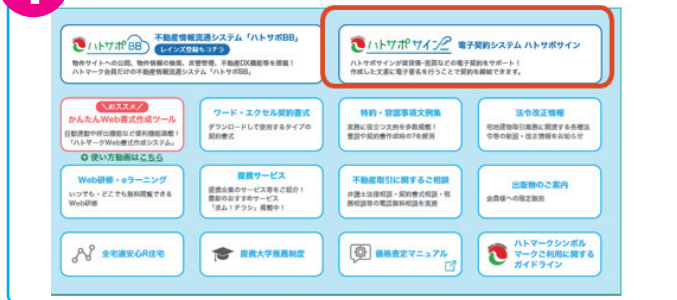 ハトサポBB 不動産情報流通システム「ハトサポBB」
レインズ登録もコチラ
物件サイトへの公開、物件情報の検索、反響管理、不動産DX機能等を搭載！
ハトマーク会員だけの不動産情報流通システム「ハトサポBB」
ハトサポサイン 電子契約システム ハトサポサイン
ハトサポサインが賃貸借・売買などの電子契約をサポート！
作成した文書に電子署名を行うことで契約を締結できます。
＼おススメ／
かんたんWeb書式作成ツール
自動運動や呼出機能など便利機能満載！
「ハトマークWeb書式作成システム」
使い方動画はこちら
ワード・エクセル契約書式
ダウンロードして使用するタイプの
契約書式
特約・容認事項文例集
実務に役立つ文例を多数掲載！
重説や契約書作成時の？を解消
法令改正情報
宅地建物取引業務に関連する各種法
令等の新設・改正情報をお知らせ
Web研修・eラーニング
いつでも・どこでも無料閲覧できる
Web研修
提携サービス
提携企業のサービス等をご紹介！
最新のおすすめサービス
「求ム！チラシ」掲載中！
不動産取引に関するご相談
弁護士法律相談・契約書式相談・税
務相談等の電話無料相談を実施
出版物のご案内
会員様への限定販売
全宅連安心R住宅
提携大学推薦制度
価格査定マニュアル
ハトマークシンボル
マークご利用に関する
ガイドライン